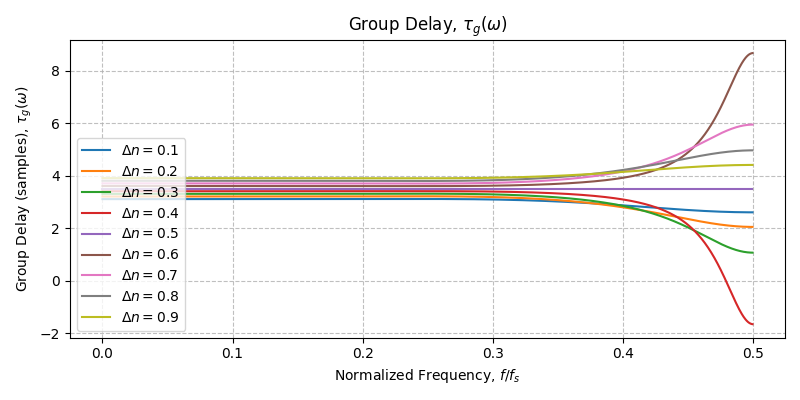 Group Delay, τg(ω)
Group Delay (samples), τg(ω)
8
6
4
2
0
−2
Δn = 0.1
Δn = 0.2
Δn = 0.3
Δn = 0.4
Δn = 0.5
Δn = 0.6
Δn = 0.7
Δn = 0.8
Δn = 0.9
0.0 0.1 0.2 0.3 0.4 0.5
Normalized Frequency, f/fs